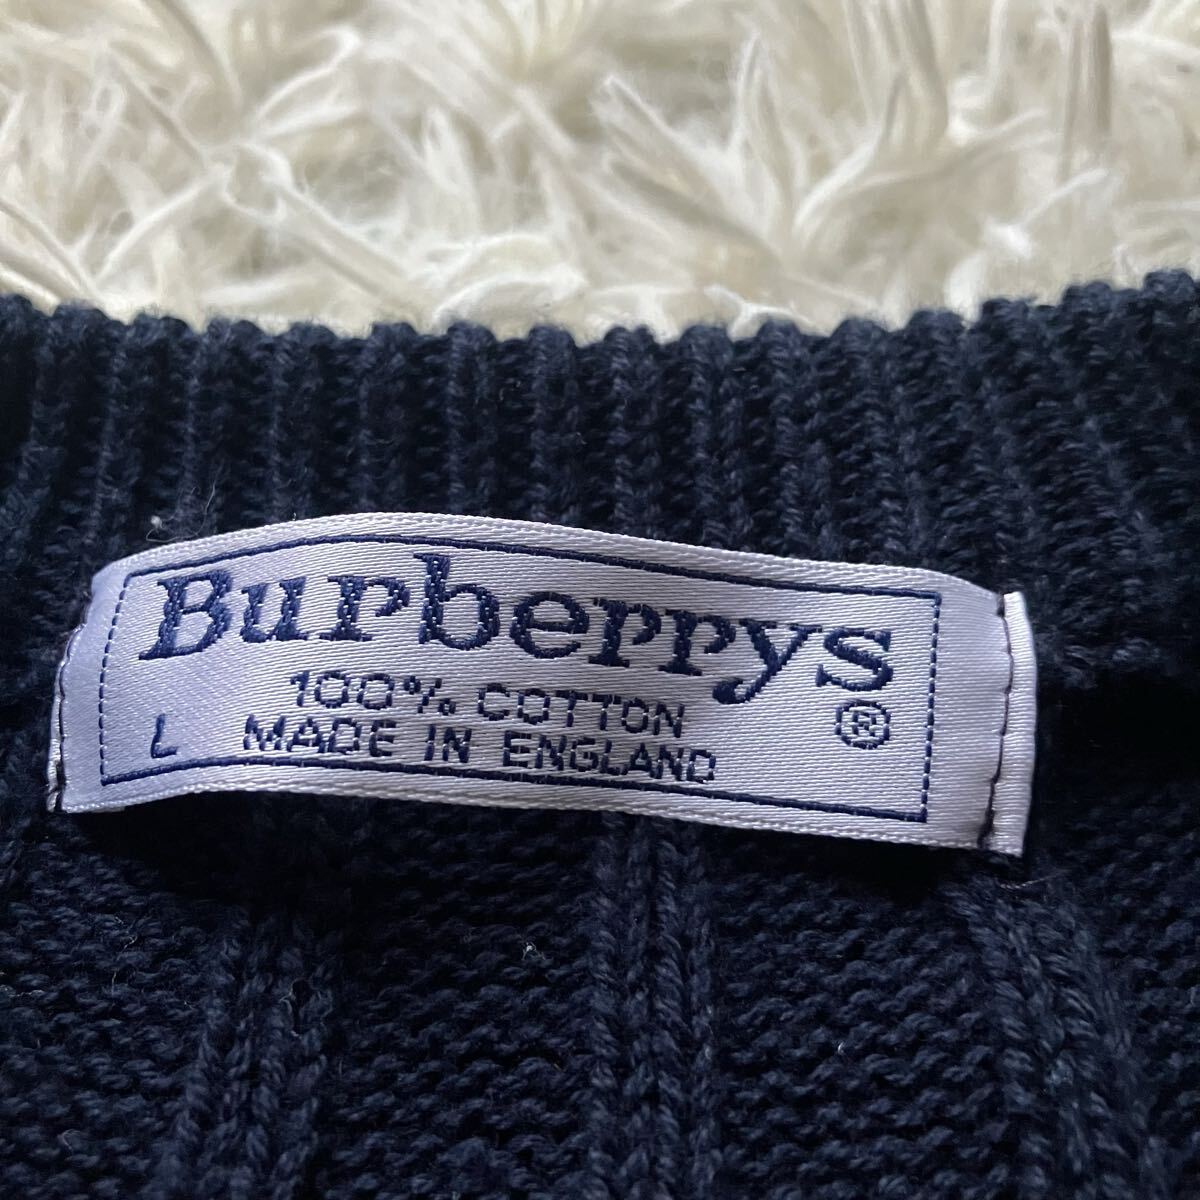 Burberrys
100% COTTON ®
L MADE IN ENGLAND